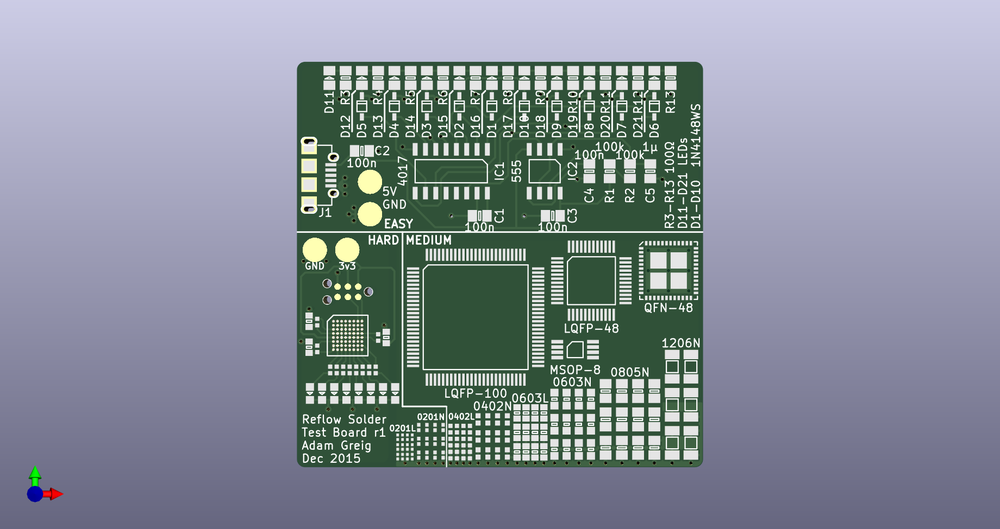 D11 R3 R4 R5 R6 R7 R8 R9 R10 R11 R12 R13
D12 D5 D13 D4 D14 D3 D15 D2 D16 D1 D17 D10 D18 D9 D19 D8 D20 D7 D21 D6
R3-R13 100Ω
D11-D21 LEDs
D1-D10 1N4148WS
C2
100n
4017
IC1
555
IC2
100n
100k
100k
1µ
C4
R1
R2
C5
J1
5V
GND
EASY
C1
100n
C3
100n
HARD
MEDIUM
GND
3v3
LQFP-100
LQFP-48
QFN-48
MSOP-8
1206N
0805N
0603N
0603L
0402N
0402L
0201N
0201L
Reflow Solder
Test Board r1
Adam Greig
Dec 2015